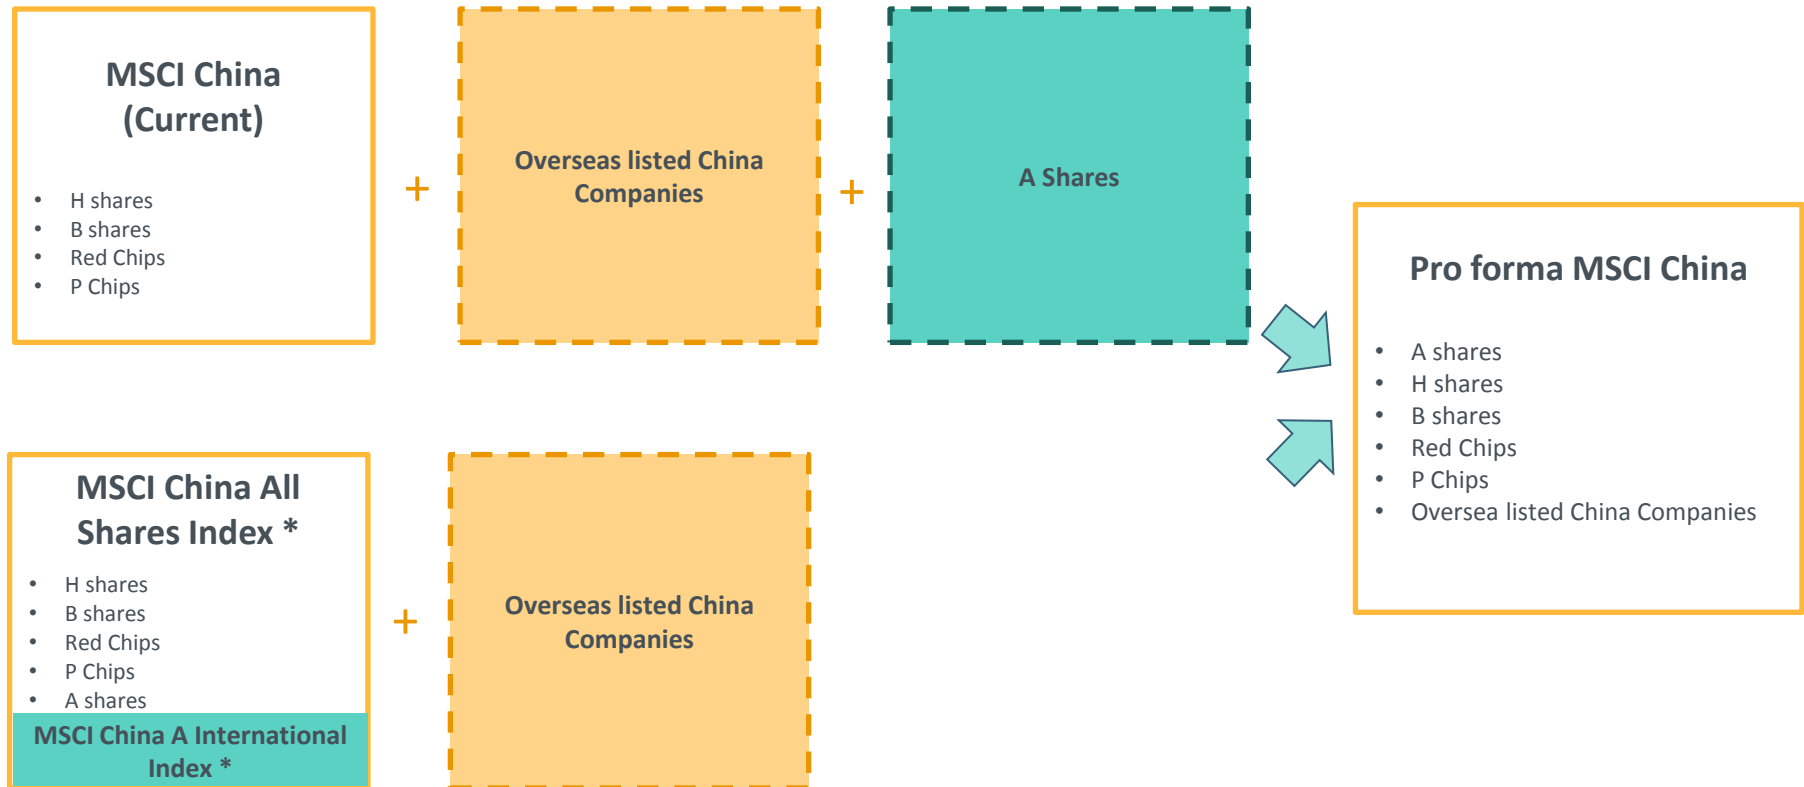 MSCI China
(Current)
• H shares
• B shares
• Red Chips
• P Chips
+
Overseas listed China
Companies
+
A Shares
MSCI China All
Shares Index *
• H shares
• B shares
• Red Chips
• P Chips
• A shares
MSCI China A International
Index *
+
Overseas listed China
Companies
Pro forma MSCI China
• A shares
• H shares
• B shares
• Red Chips
• P Chips
• Oversea listed China Companies